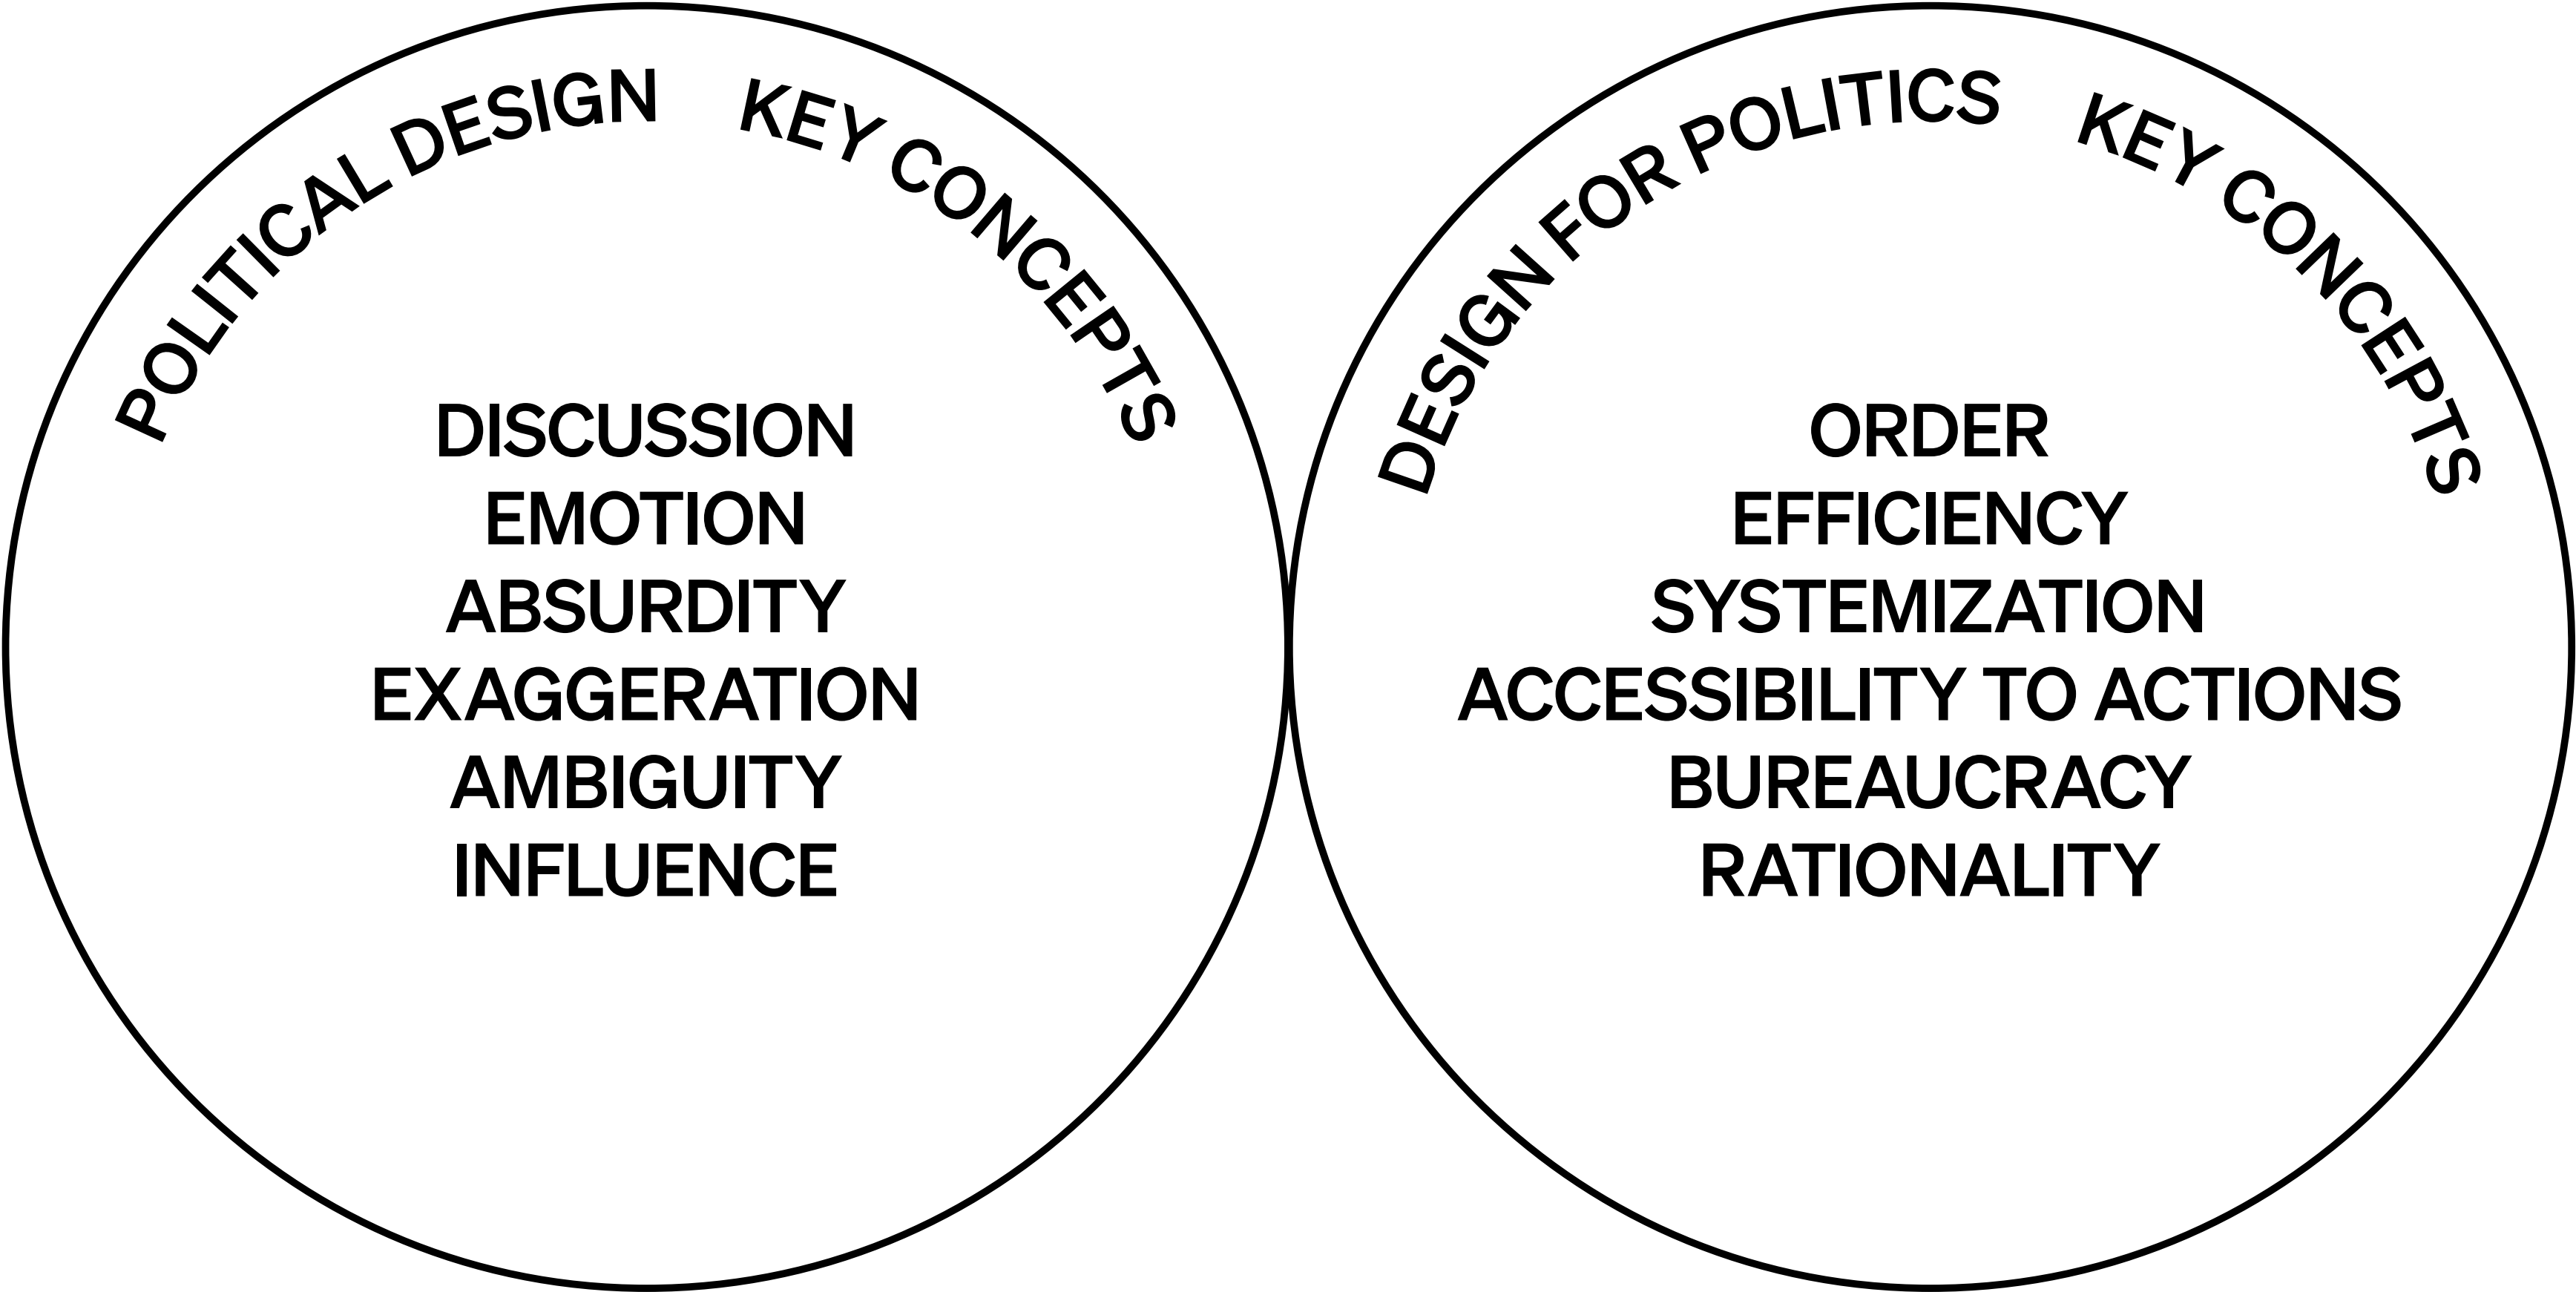 POLITICAL DESIGN KEY CONCEPTS
DISCUSSION
EMOTION
ABSURDITY
EXAGGERATION
AMBIGUITY
INFLUENCE
DESIGN FOR POLITICS KEY CONCEPTS
ORDER
EFFICIENCY
SYSTEMIZATION
ACCESSIBILITY TO ACTIONS
BUREAUCRACY
RATIONALITY